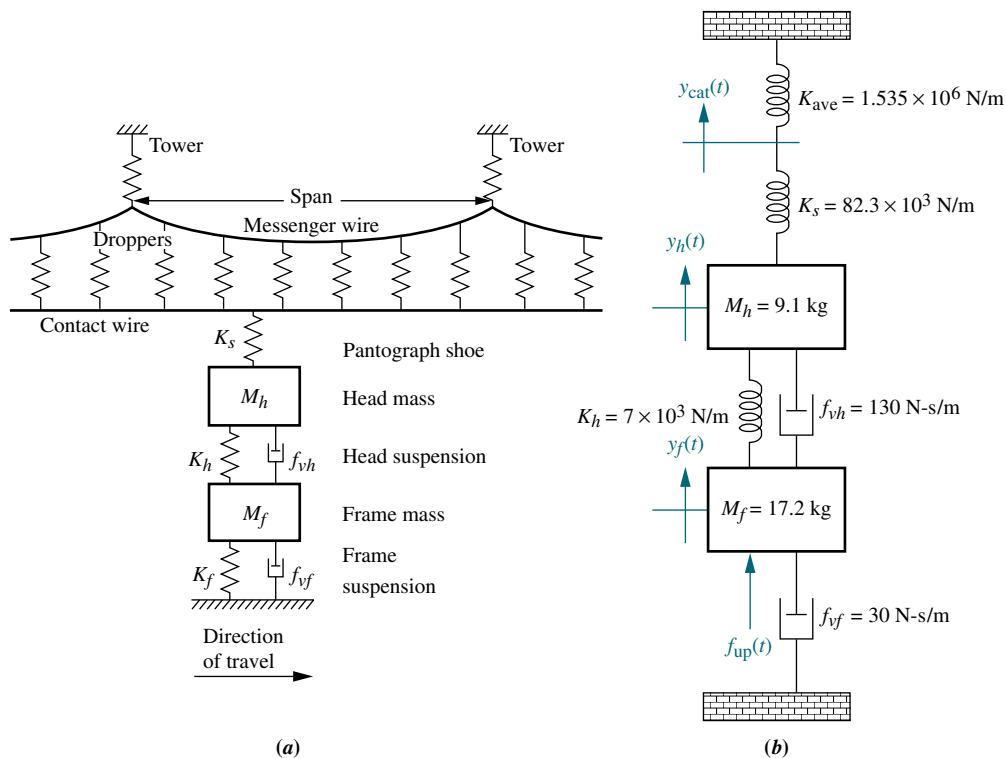 Tower
Tower
Span
Messenger wire
Droppers
Contact wire
K_s
Pantograph shoe
M_h
Head mass
K_h
f_vh
Head suspension
M_f
Frame mass
K_f
f_vf
Frame
suspension
Direction
of travel
(a)
y_cat(t)
K_ave = 1.535 × 10^6 N/m
K_s = 82.3 × 10^3 N/m
y_h(t)
M_h = 9.1 kg
K_h = 7 × 10^3 N/m
f_vh = 130 N-s/m
y_f(t)
M_f = 17.2 kg
f_up(t)
f_vf = 30 N-s/m
(b)